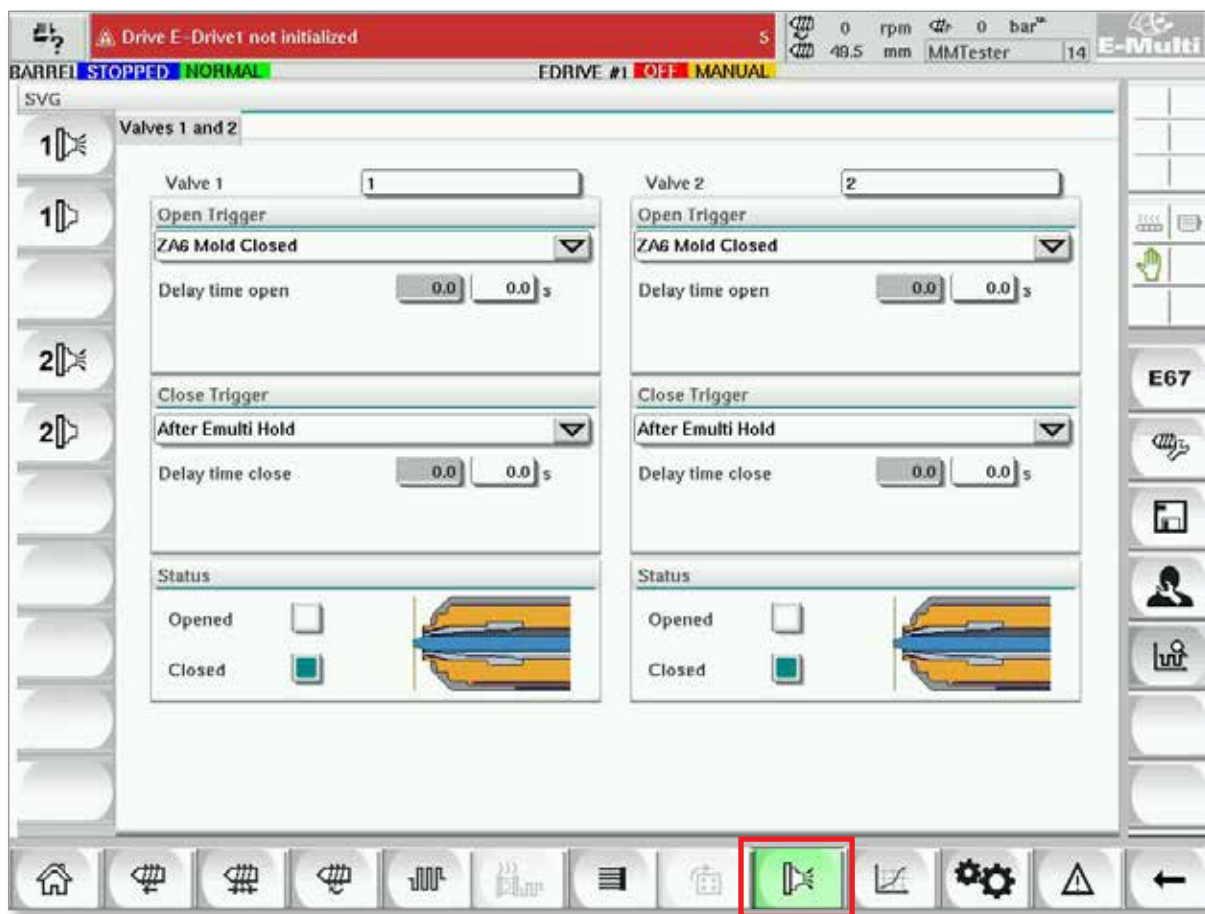 Drive E-Drive1 not initialized S
0 rpm 0 bar
49.5 mm MMTester 14
E-Multi
BARREL STOPPED NORMAL EDRIVE #1 OFF MANUAL
SVG
Valves 1 and 2
1
1
2
2
Valve 1 1
Open Trigger
ZA6 Mold Closed
Delay time open 0.0 0.0 s
Close Trigger
After Emulti Hold
Delay time close 0.0 0.0 s
Status
Opened
Closed
Valve 2 2
Open Trigger
ZA6 Mold Closed
Delay time open 0.0 0.0 s
Close Trigger
After Emulti Hold
Delay time close 0.0 0.0 s
Status
Opened
Closed
E67